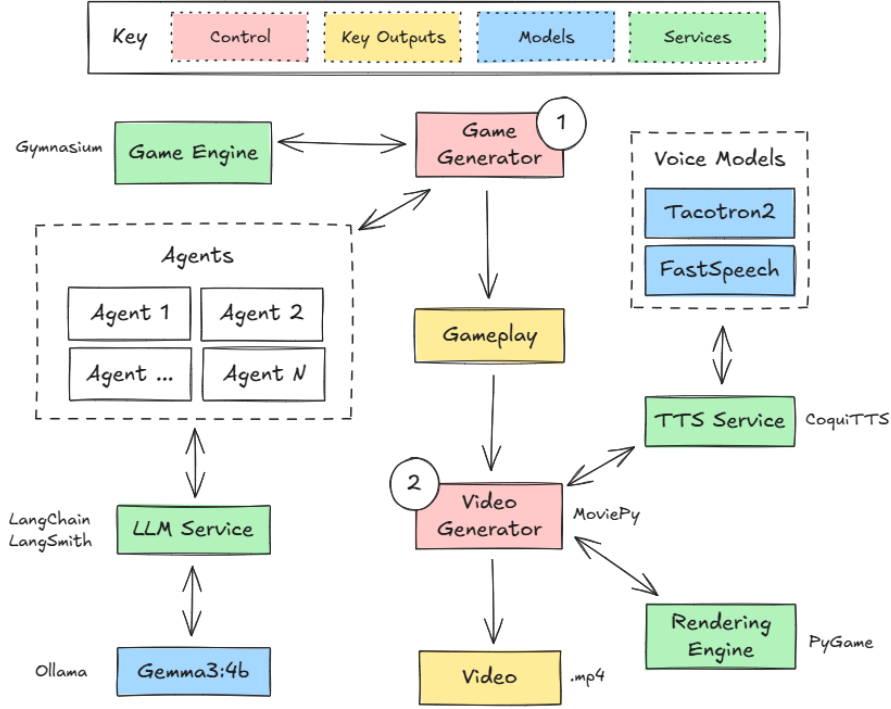 Key
Control
Key Outputs
Models
Services
Gymnasium
Game Engine
Game
Generator
1
Voice Models
Tacotron2
FastSpeech
Agents
Agent 1
Agent 2
Agent ...
Agent N
Gameplay
TTS Service
CoquiTTS
2
Video
Generator
MoviePy
LangChain
LangSmith
LLM Service
Rendering
Engine
PyGame
Ollama
Gemma3:4b
Video
.mp4